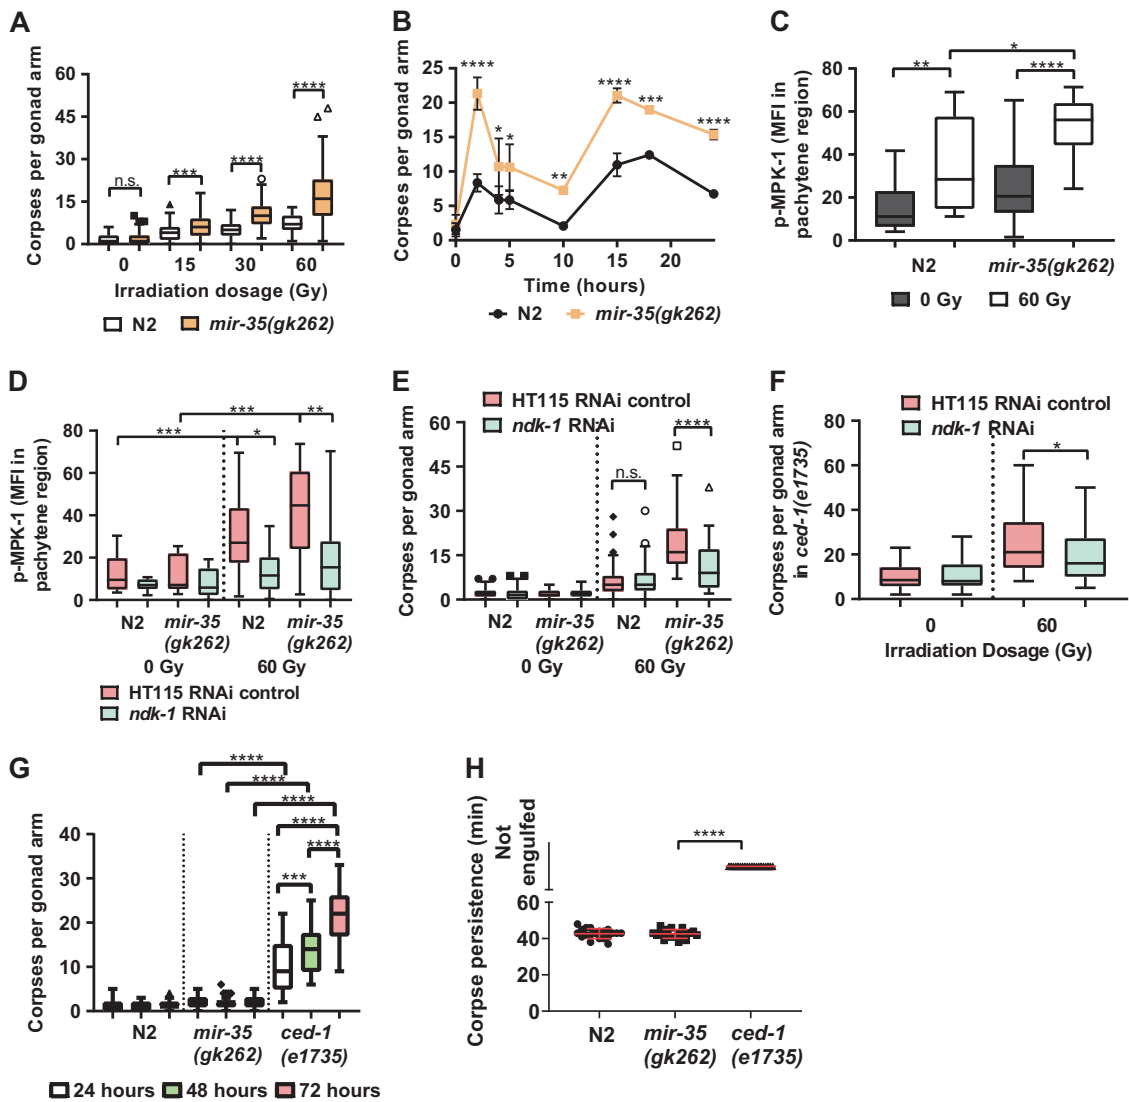 A
Corpses per gonad arm
60
45
30
15
0
n.s.
***
****
****
0 15 30 60
Irradiation dosage (Gy)
N2 mir-35(gk262)
B
Corpses per gonad arm
25
20
15
10
5
0
****
* *
**
****
***
****
0 5 10 15 20
Time (hours)
N2 mir-35(gk262)
C
p-MPK-1 (MFI in
pachytene region)
80
60
40
20
0
*
** ****
N2 mir-35(gk262)
0 Gy 60 Gy
D
p-MPK-1 (MFI in
pachytene region)
80
60
40
20
0
*** **
*** *
N2 mir-35 N2 mir-35
(gk262) (gk262)
0 Gy 60 Gy
HT115 RNAi control
ndk-1 RNAi
E
HT115 RNAi control
ndk-1 RNAi
Corpses per gonad arm
60
45
30
15
0
n.s.
****
N2 mir-35 N2 mir-35
(gk262) (gk262)
0 Gy 60 Gy
F
HT115 RNAi control
ndk-1 RNAi
Corpses per gonad arm
in ced-1(e1735)
80
60
40
20
0
*
0 60
Irradiation Dosage (Gy)
G
****
****
****
****
****
***
Corpses per gonad arm
40
30
20
10
0
N2 mir-35 ced-1
(gk262) (e1735)
24 hours 48 hours 72 hours
H
Corpse persistence (min)
Not
engulfed
****
60
40
20
0
N2 mir-35 ced-1
(gk262) (e1735)